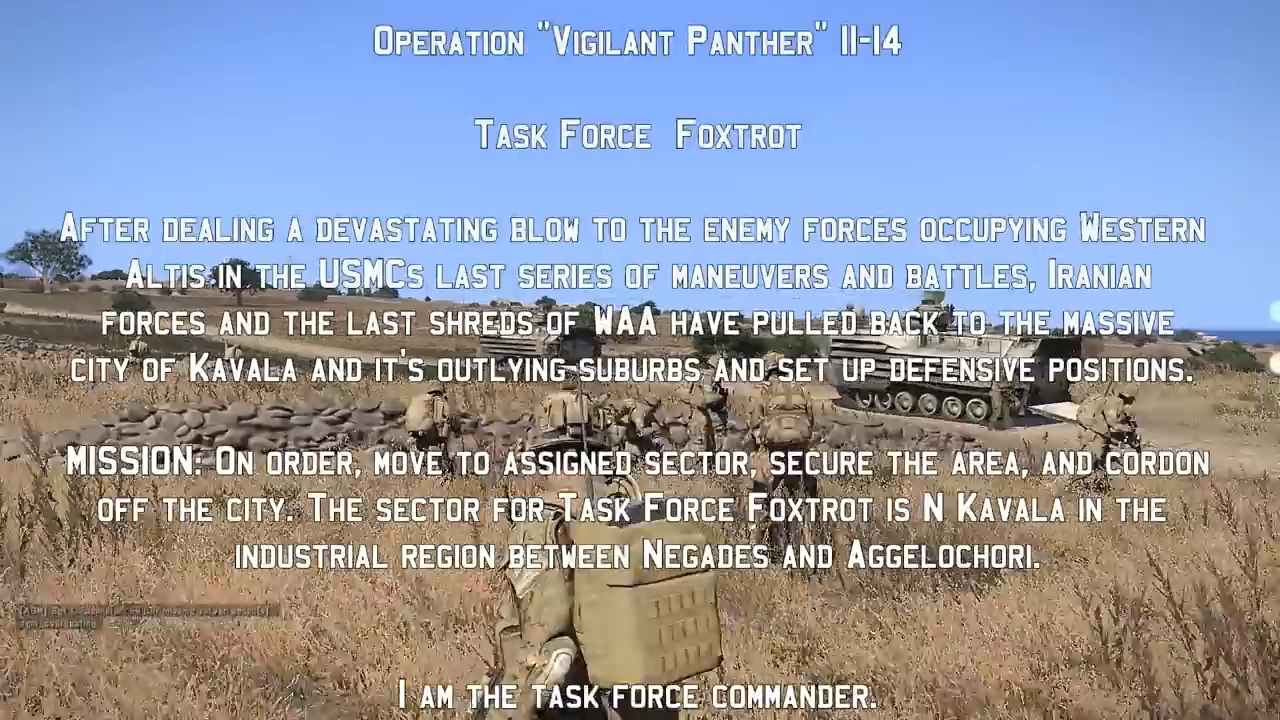 Operation "Vigilant Panther" II-14
Task Force Foxtrot
After dealing a devastating blow to the enemy forces occupying Western
Altis in the USMCs last series of maneuvers and battles, Iranian
forces and the last shreds of WAA have pulled back to the massive
city of Kavala and it's outlying suburbs and set up defensive positions.
MISSION: On order, move to assigned sector, secure the area, and cordon
off the city. The sector for Task Force Foxtrot is N Kavala in the
industrial region between Negades and Aggelochori.
I am the task force commander.